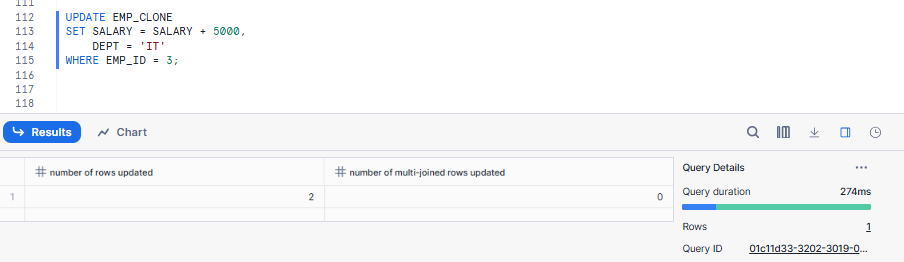 111
112 UPDATE EMP_CLONE
113 SET SALARY = SALARY + 5000,
114 DEPT = 'IT'
115 WHERE EMP_ID = 3;
116
117
118
Results Chart
number of rows updated number of multi-joined rows updated
1 2 0
Query Details ...
Query duration 274ms
Rows 1
Query ID 01c11d33-3202-3019-0...